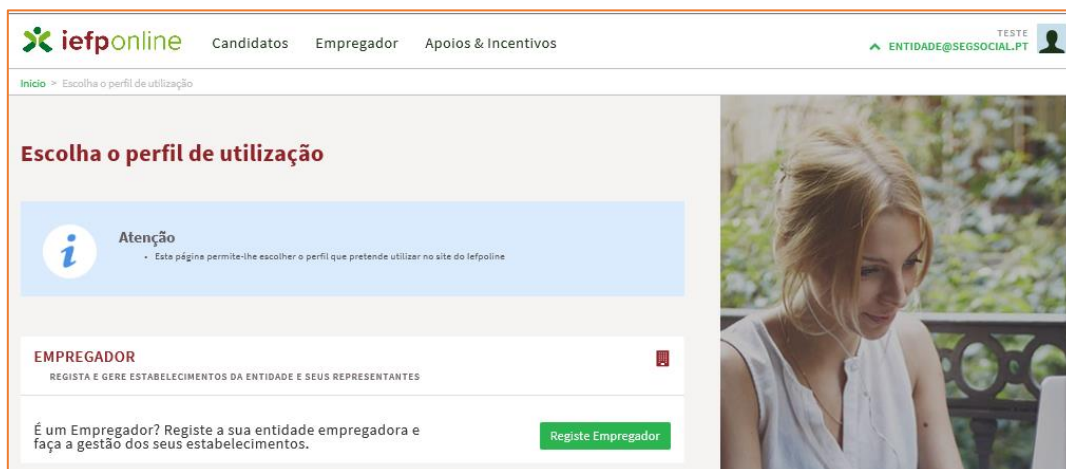 iefponline
Candidatos Empregador Apoios & Incentivos
TESTE
ENTIDADE@SEGSOCIAL.PT
Início > Escolha o perfil de utilização
Escolha o perfil de utilização
Atenção
• Esta página permite-lhe escolher o perfil que pretende utilizar no site do Iefpoline
EMPREGADOR
REGISTA E GERE ESTABELECIMENTOS DA ENTIDADE E SEUS REPRESENTANTES
É um Empregador? Registe a sua entidade empregadora e
faça a gestão dos seus estabelecimentos.
Registe Empregador